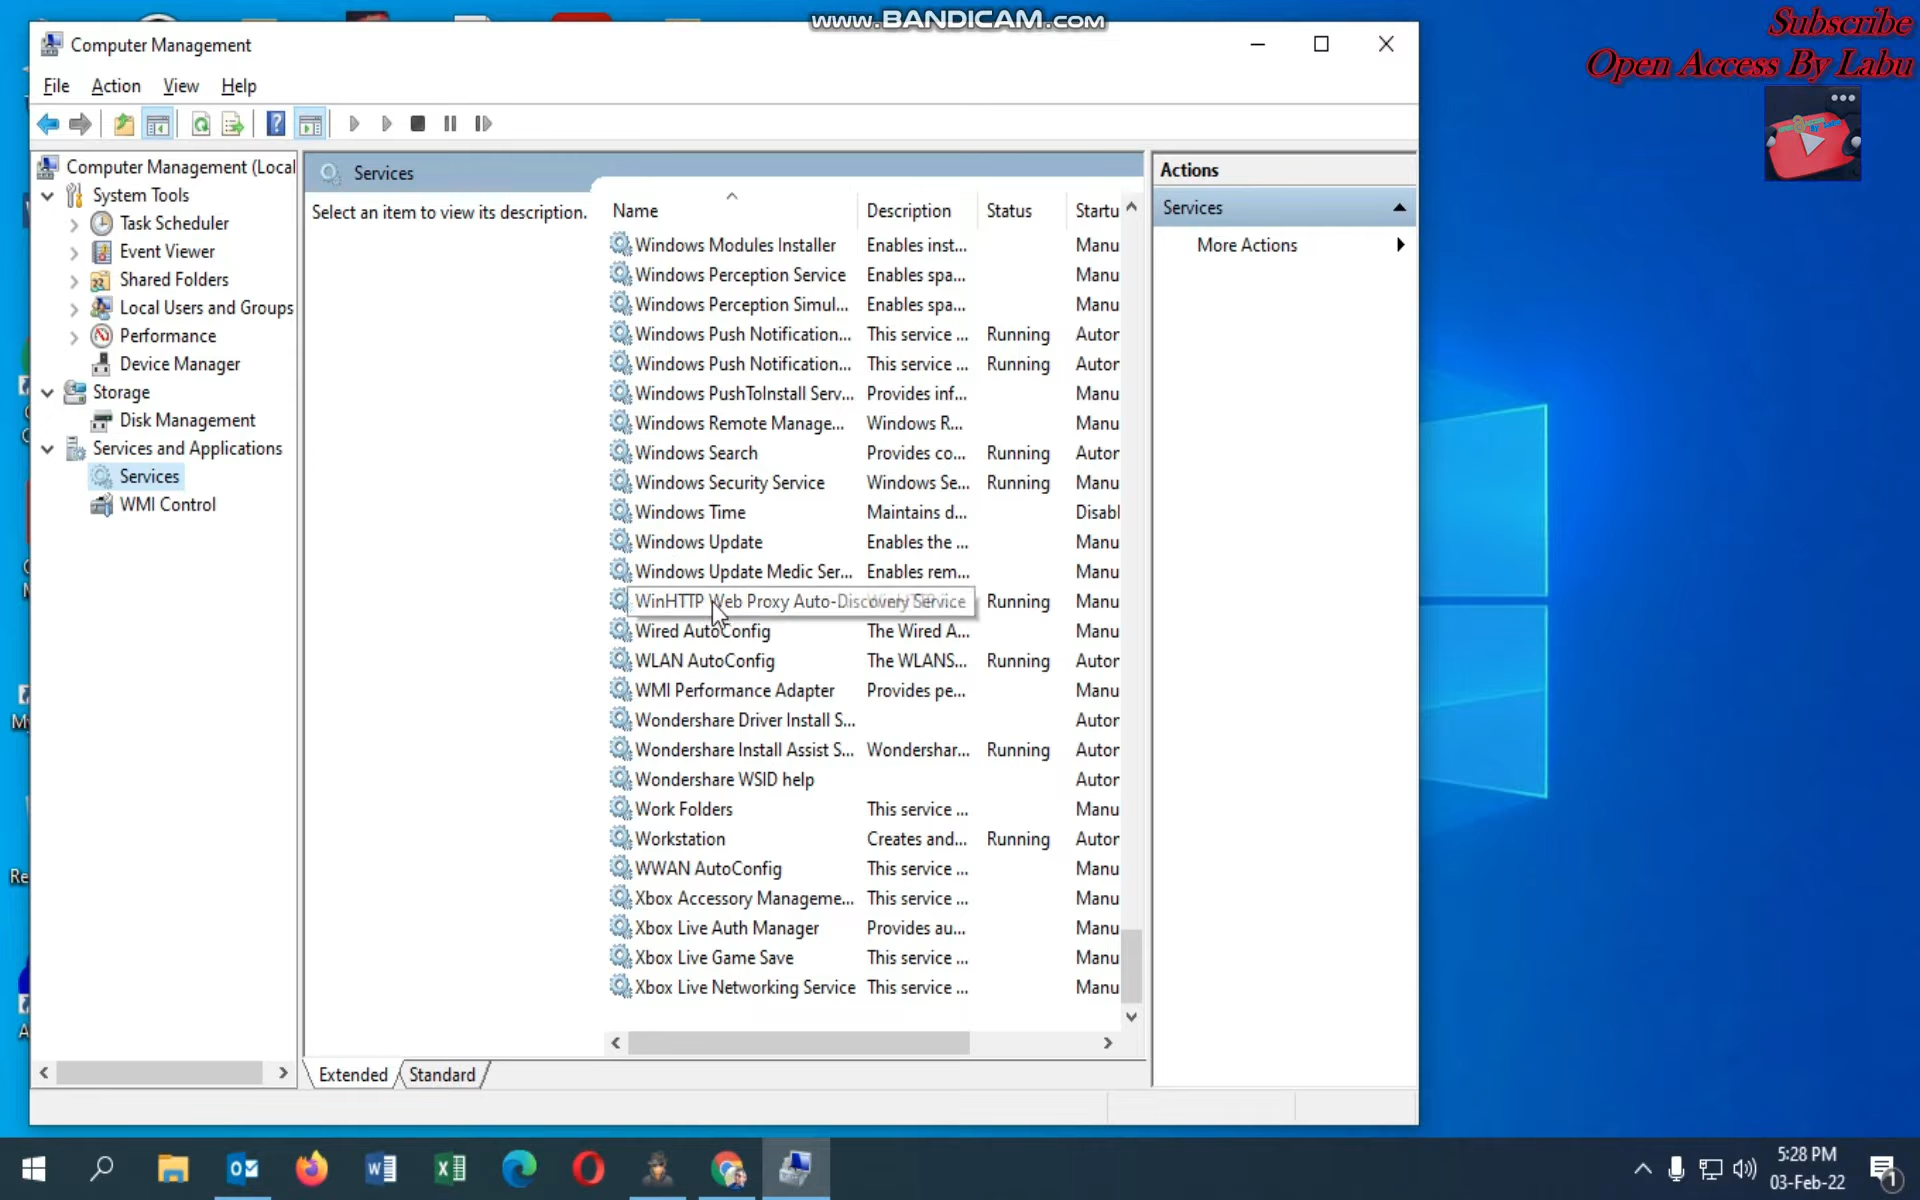 www.BANDICAM.com
Subscribe
Open Access By Labu
Computer Management
File Action View Help
Computer Management (Local
System Tools
Task Scheduler
Event Viewer
Shared Folders
Local Users and Groups
Performance
Device Manager
Storage
Disk Management
Services and Applications
Services
WMI Control
Services
Select an item to view its description.
Name Description Status Startu
Windows Modules Installer Enables inst... Manu
Windows Perception Service Enables spa... Manu
Windows Perception Simul... Enables spa... Manu
Windows Push Notification... This service ... Running Autor
Windows Push Notification... This service ... Running Autor
Windows PushToInstall Serv... Provides inf... Manu
Windows Remote Manage... Windows R... Manu
Windows Search Provides co... Running Autor
Windows Security Service Windows Se... Running Manu
Windows Time Maintains d... Disabl
Windows Update Enables the ... Manu
Windows Update Medic Ser... Enables rem... Manu
WinHTTP Web Proxy Auto-Discovery Service Running Manu
Wired AutoConfig The Wired A... Manu
WLAN AutoConfig The WLANS... Running Autor
WMI Performance Adapter Provides pe... Manu
Wondershare Driver Install S... Autor
Wondershare Install Assist S... Wondershar... Running Autor
Wondershare WSID help Autor
Work Folders This service ... Manu
Workstation Creates and... Running Autor
WWAN AutoConfig This service ... Manu
Xbox Accessory Manageme... This service ... Manu
Xbox Live Auth Manager Provides au... Manu
Xbox Live Game Save This service ... Manu
Xbox Live Networking Service This service ... Manu
Extended Standard
Actions
Services
More Actions
5:28 PM
03-Feb-22
1